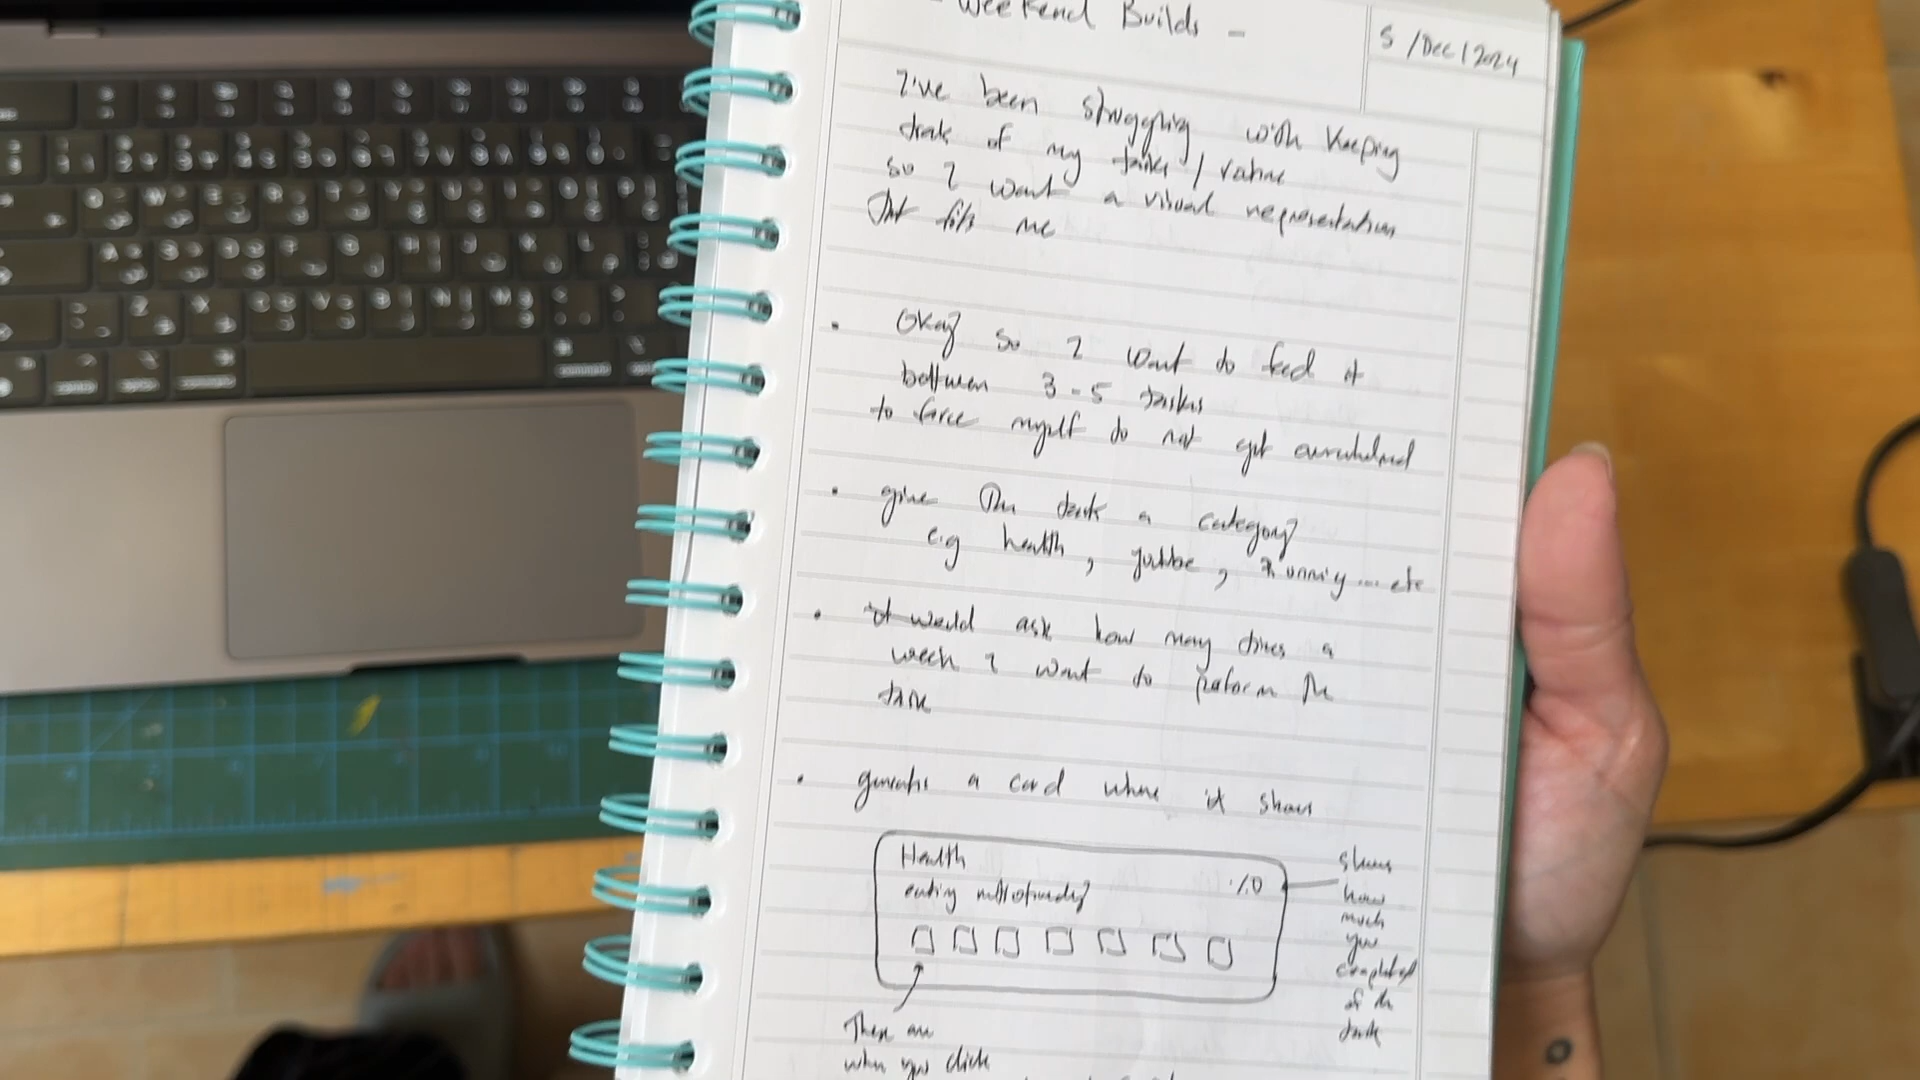 - Weekend Builds -
5 /Dec/2024
I've been struggling with keeping
track of my tasks / routine
so I want a visual representation
that fits me
• Okay so I want to feed it
between 3-5 tasks
to force myself to not get overwhelmed
• give the task a category
e.g health, , Running ... etc
• it would ask how many times a
week I want to perform the
task
• generate a card where it shows
Health
eating
%
shows
how
much
you
completed
of the
task
These are
when you click
command